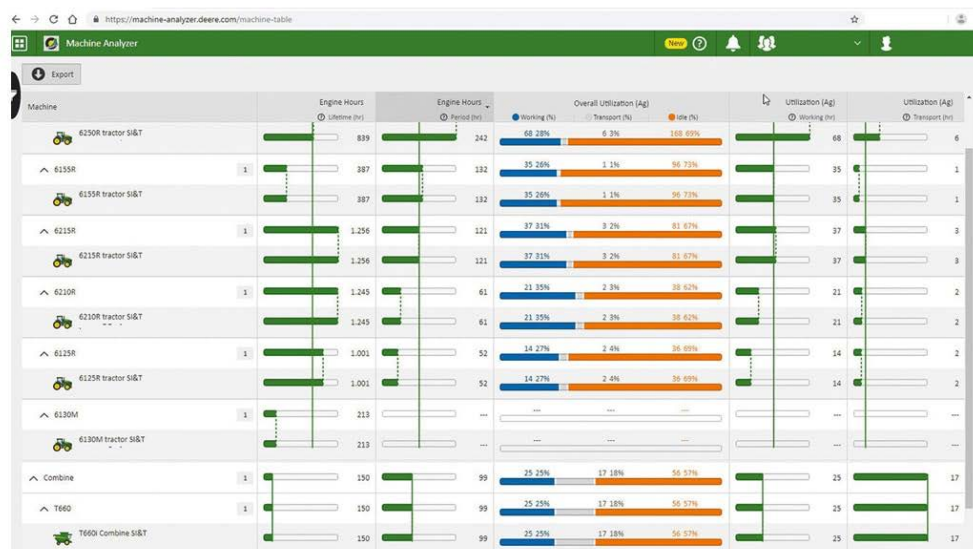 https://machine-analyzer.deere.com/machine-table
Machine Analyzer
New
Export
Machine
Engine Hours
Lifetime (hr)
Engine Hours
Period (hr)
Overall Utilization (Ag)
Working (%) Transport (%) Idle (%)
Utilization (Ag)
Working (hr)
Utilization (Ag)
Transport (hr)
6250R tractor SI&T 839 242 68 28% 6 3% 168 69% 68 6
6155R 1 387 132 35 26% 1 1% 96 73% 35 1
6155R tractor SI&T 387 132 35 26% 1 1% 96 73% 35 1
6215R 1 1.256 121 37 31% 3 2% 81 67% 37 3
6215R tractor SI&T 1.256 121 37 31% 3 2% 81 67% 37 3
6210R 1 1.245 61 21 35% 2 3% 38 62% 21 2
6210R tractor SI&T 1.245 61 21 35% 2 3% 38 62% 21 2
6125R 1 1.001 52 14 27% 2 4% 36 69% 14 2
6125R tractor SI&T 1.001 52 14 27% 2 4% 36 69% 14 2
6130M 1 213 --- --- --- --- --- ---
6130M tractor SI&T 213 --- --- --- --- --- ---
Combine 1 150 99 25 25% 17 18% 56 57% 25 17
T660 1 150 99 25 25% 17 18% 56 57% 25 17
T660i Combine SI&T 150 99 25 25% 17 18% 56 57% 25 17